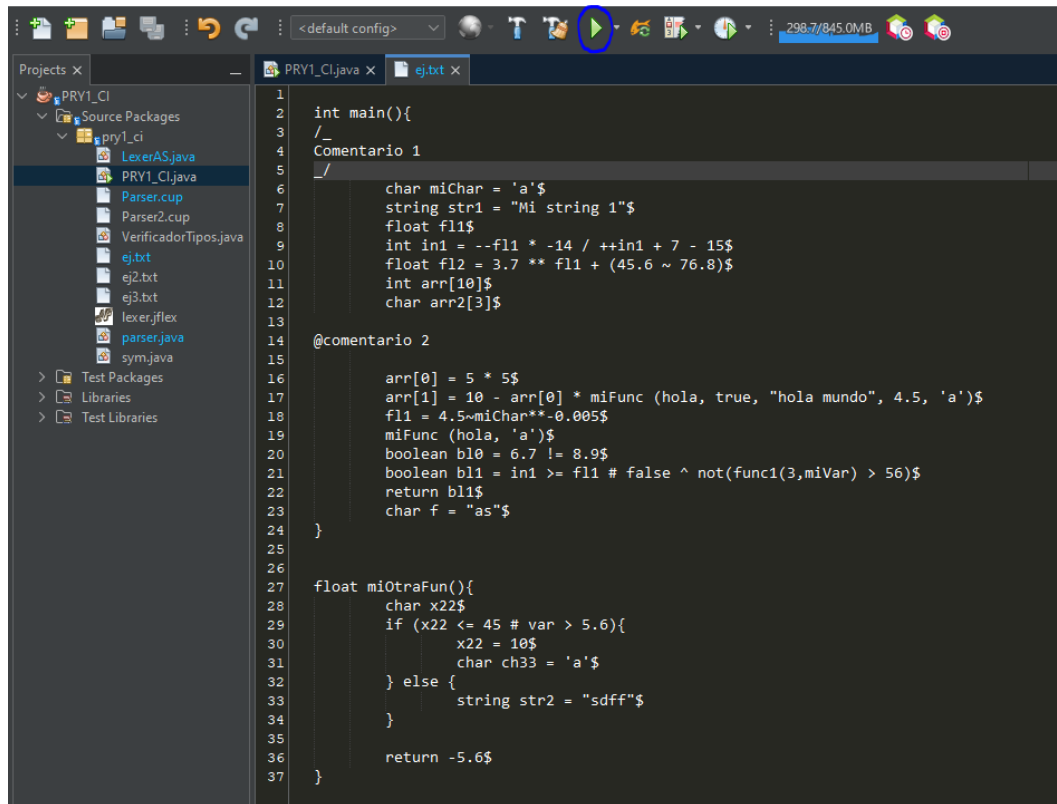 <default config>
298.7/845.0MB
Projects
PRY1_CI.java
ej.txt
PRY1_CI
Source Packages
pry1_ci
LexerAS.java
PRY1_CI.java
Parser.cup
Parser2.cup
VerificadorTipos.java
ej.txt
ej2.txt
ej3.txt
lexer.jflex
parser.java
sym.java
Test Packages
Libraries
Test Libraries
1
2 int main(){
3 /_
4 Comentario 1
5 _/
6 char miChar = 'a'$
7 string str1 = "Mi string 1"$
8 float fl1$
9 int in1 = --fl1 * -14 / ++in1 + 7 - 15$
10 float fl2 = 3.7 ** fl1 + (45.6 ~ 76.8)$
11 int arr[10]$
12 char arr2[3]$
13
14 @comentario 2
15
16 arr[0] = 5 * 5$
17 arr[1] = 10 - arr[0] * miFunc (hola, true, "hola mundo", 4.5, 'a')$
18 fl1 = 4.5~miChar**-0.005$
19 miFunc (hola, 'a')$
20 boolean bl0 = 6.7 != 8.9$
21 boolean bl1 = in1 >= fl1 # false ^ not(func1(3,miVar) > 56)$
22 return bl1$
23 char f = "as"$
24 }
25
26
27 float miOtraFun(){
28 char x22$
29 if (x22 <= 45 # var > 5.6){
30 x22 = 10$
31 char ch33 = 'a'$
32 } else {
33 string str2 = "sdff"$
34 }
35
36 return -5.6$
37 }